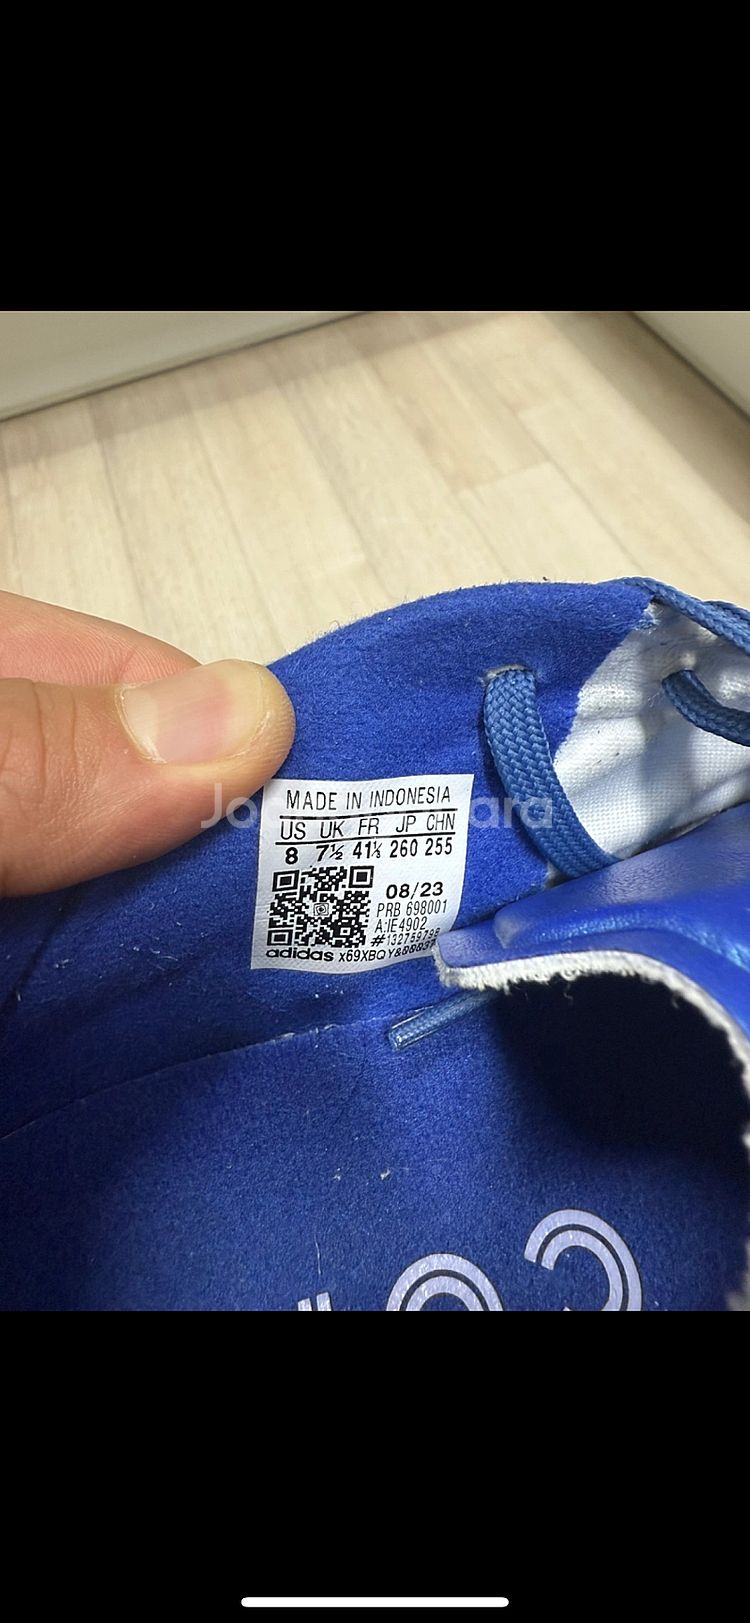 MADE IN INDONESIA
US UK FR JP CHN
8 7½ 41⅓ 260 255
08/23
PRB 698001
A:IE4902
adidas